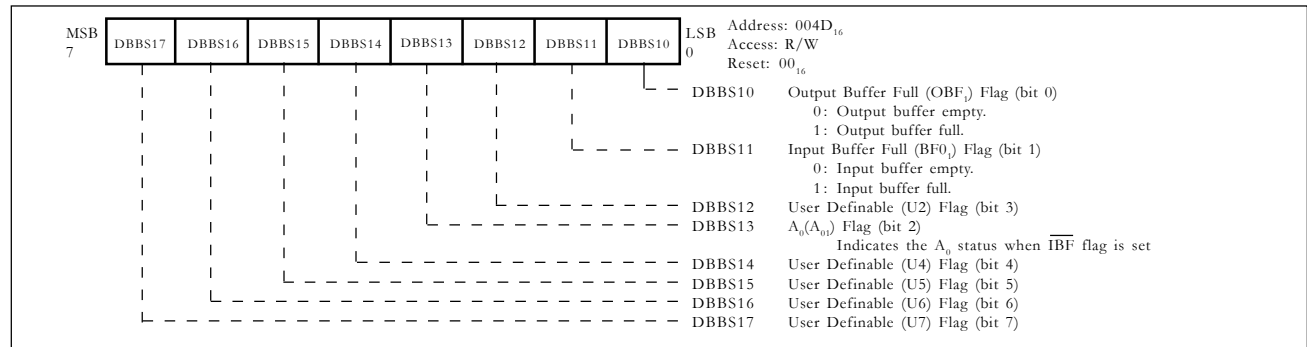 MSB 7 DBBS17 DBBS16 DBBS15 DBBS14 DBBS13 DBBS12 DBBS11 DBBS10 LSB 0
Address: 004D₁₆
Access: R/W
Reset: 00₁₆
DBBS10 Output Buffer Full (OBF₁) Flag (bit 0)
0: Output buffer empty.
1: Output buffer full.
DBBS11 Input Buffer Full (BF0₁) Flag (bit 1)
0: Input buffer empty.
1: Input buffer full.
DBBS12 User Definable (U2) Flag (bit 3)
DBBS13 A₀(A₀₁) Flag (bit 2)
Indicates the A₀ status when I̅B̅F̅ flag is set
DBBS14 User Definable (U4) Flag (bit 4)
DBBS15 User Definable (U5) Flag (bit 5)
DBBS16 User Definable (U6) Flag (bit 6)
DBBS17 User Definable (U7) Flag (bit 7)